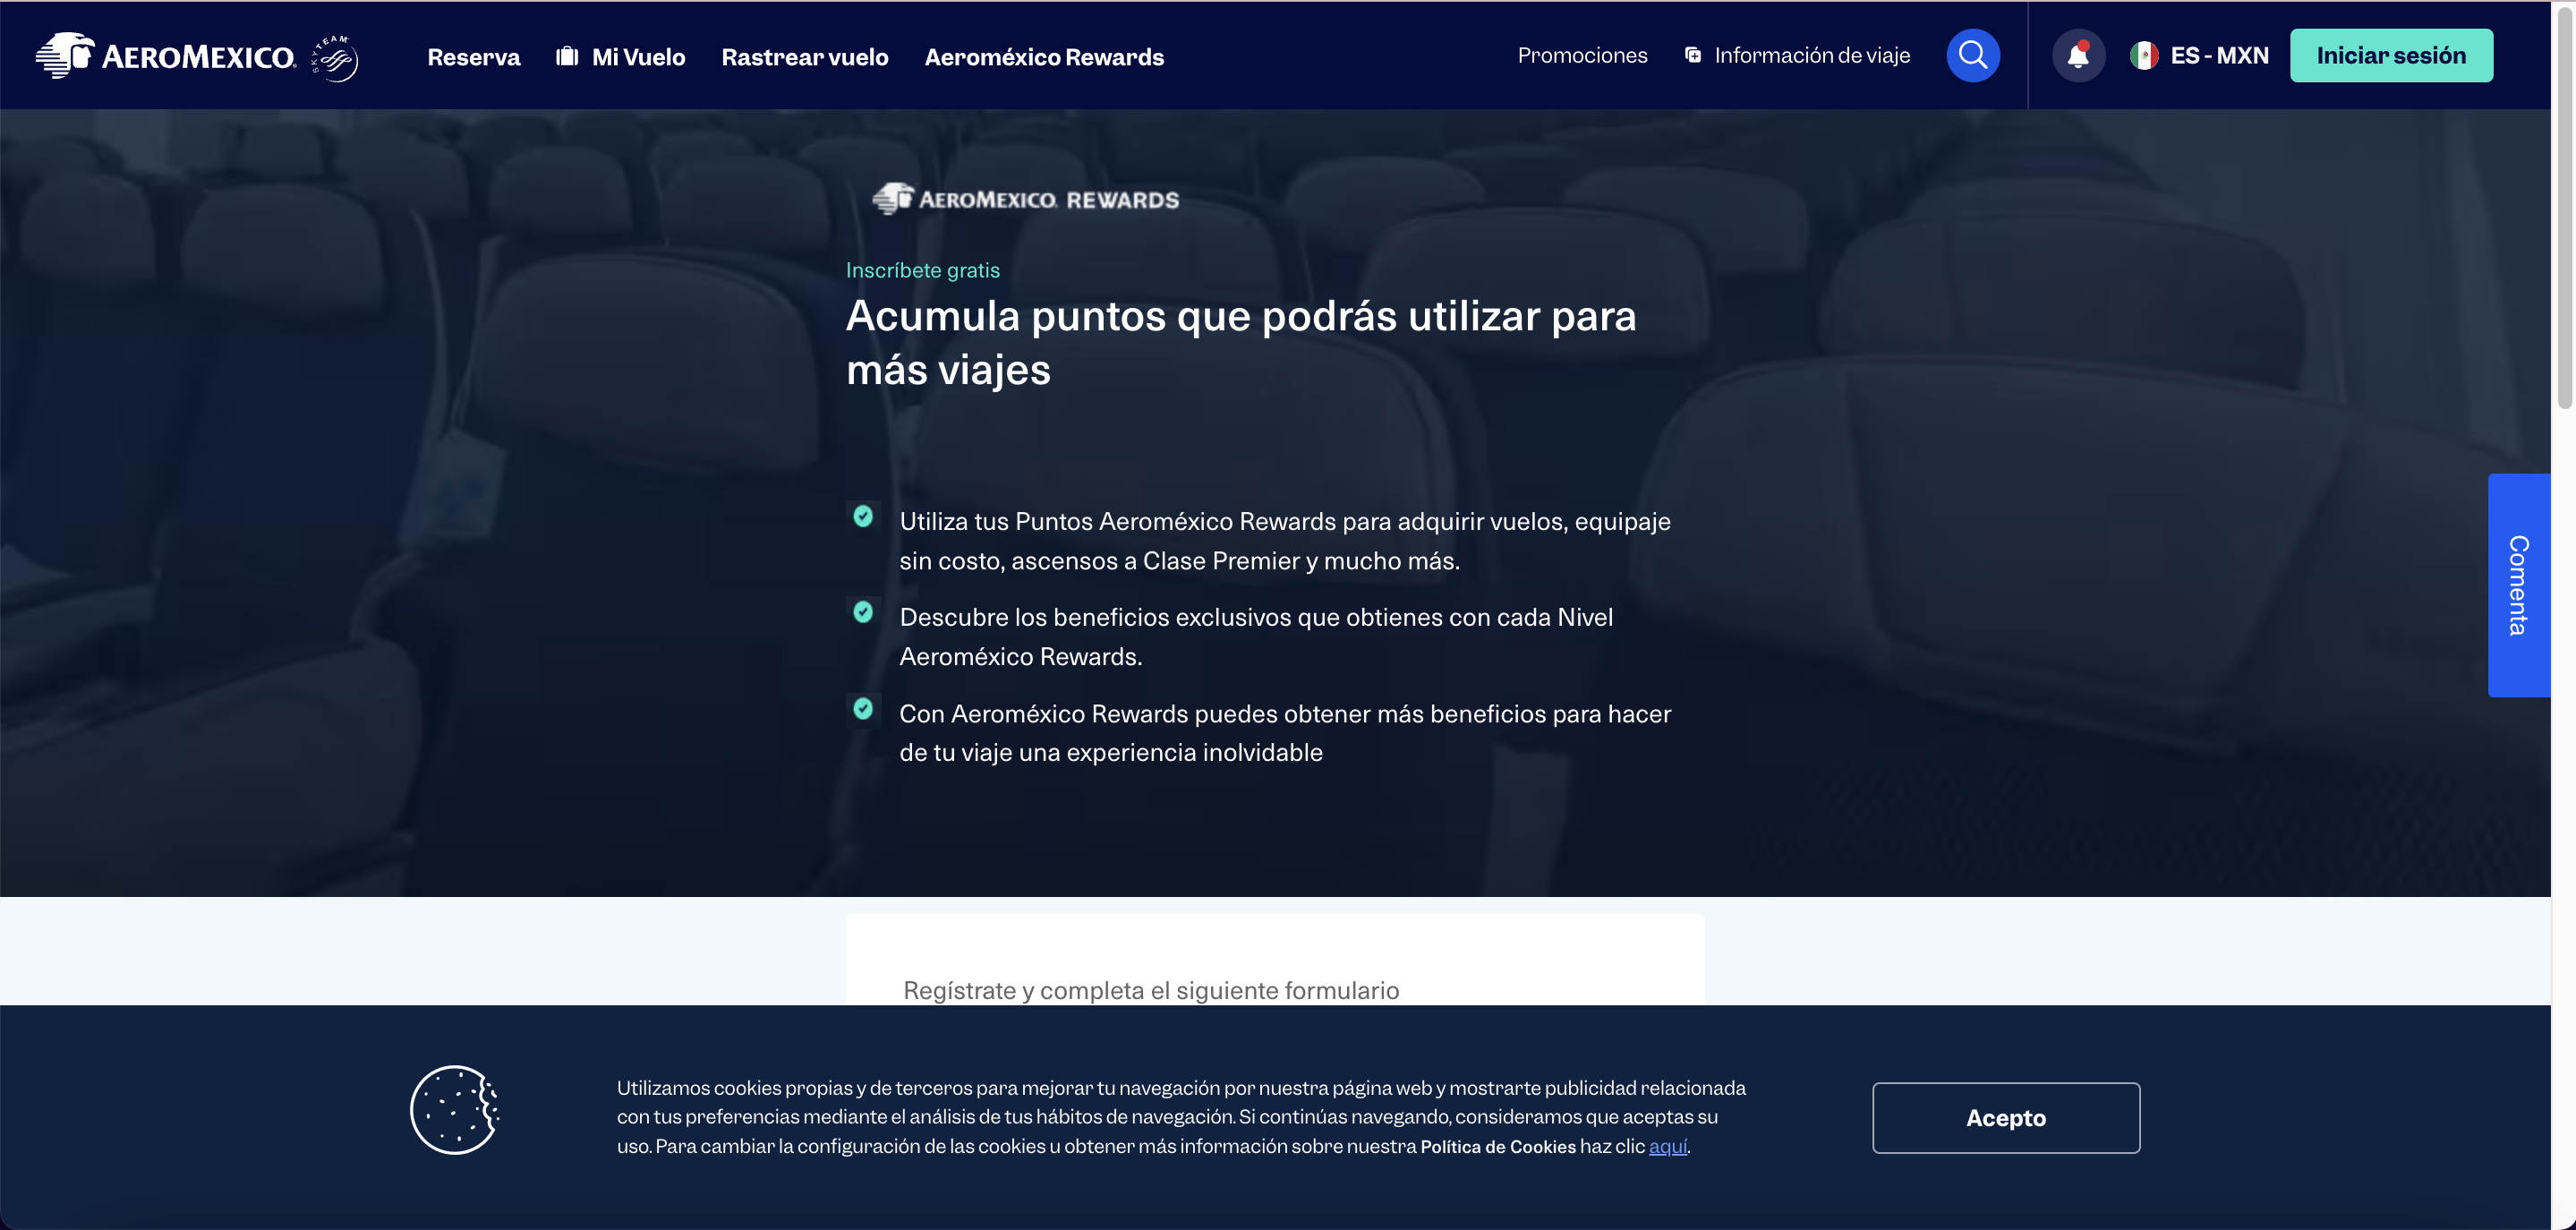 AEROMEXICO. SKYTEAM
Reserva
Mi Vuelo
Rastrear vuelo
Aeroméxico Rewards
Promociones
Información de viaje
ES - MXN
Iniciar sesión
AEROMEXICO. REWARDS
Inscríbete gratis
Acumula puntos que podrás utilizar para
más viajes
Utiliza tus Puntos Aeroméxico Rewards para adquirir vuelos, equipaje
sin costo, ascensos a Clase Premier y mucho más.
Descubre los beneficios exclusivos que obtienes con cada Nivel
Aeroméxico Rewards.
Con Aeroméxico Rewards puedes obtener más beneficios para hacer
de tu viaje una experiencia inolvidable
Comenta
Regístrate y completa el siguiente formulario
Utilizamos cookies propias y de terceros para mejorar tu navegación por nuestra página web y mostrarte publicidad relacionada
con tus preferencias mediante el análisis de tus hábitos de navegación. Si continúas navegando, consideramos que aceptas su
uso. Para cambiar la configuración de las cookies u obtener más información sobre nuestra Política de Cookies haz clic aquí.
Acepto